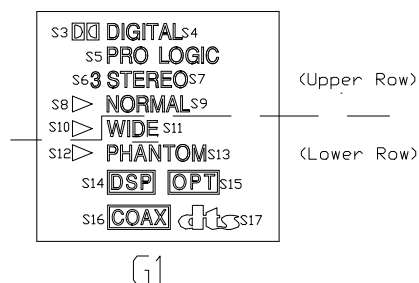 S3 DIGITAL S4
S5 PRO LOGIC
S6 3 STEREO S7
S8 NORMAL S9
(Upper Row)
S10 WIDE S11
S12 PHANTOM S13
(Lower Row)
S14 DSP OPT S15
S16 COAX dts S17
G1